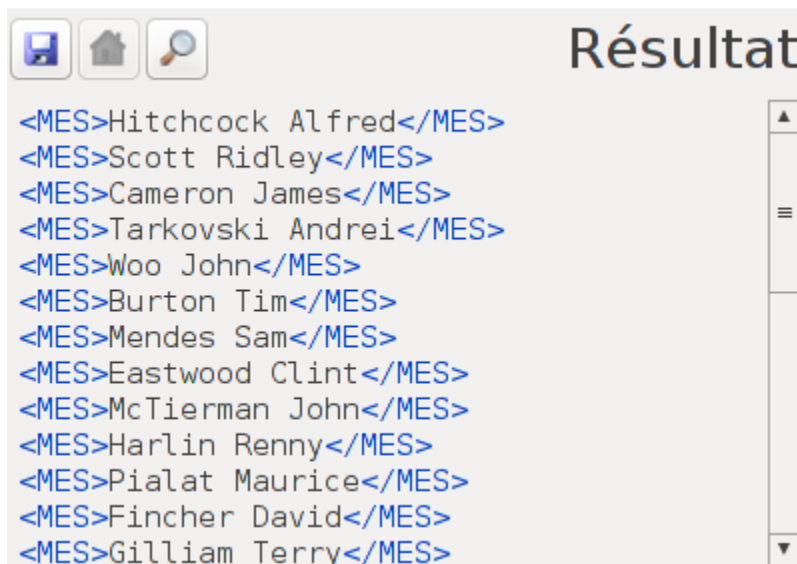 Résultat
<MES>Hitchcock Alfred</MES>
<MES>Scott Ridley</MES>
<MES>Cameron James</MES>
<MES>Tarkovski Andrei</MES>
<MES>Woo John</MES>
<MES>Burton Tim</MES>
<MES>Mendes Sam</MES>
<MES>Eastwood Clint</MES>
<MES>McTierman John</MES>
<MES>Harlin Renny</MES>
<MES>Pialat Maurice</MES>
<MES>Fincher David</MES>
<MES>Gilliam Terry</MES>